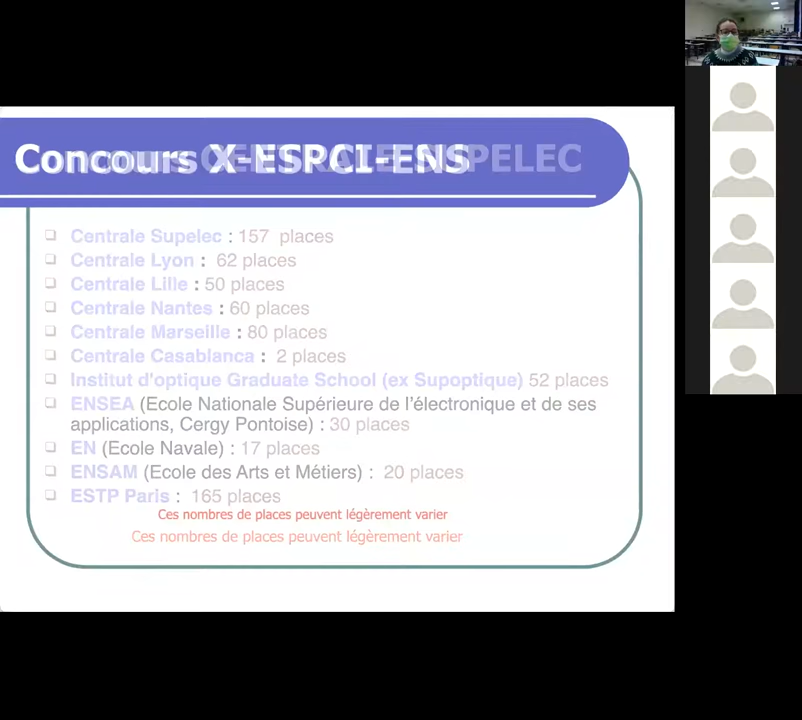 Concours X-ESPCI-ENS
Concours CENTRALE-SUPELEC
Centrale Supelec : 157 places
Centrale Lyon : 62 places
Centrale Lille : 50 places
Centrale Nantes : 60 places
Centrale Marseille : 80 places
Centrale Casablanca : 2 places
Institut d'optique Graduate School (ex Supoptique) 52 places
ENSEA (Ecole Nationale Supérieure de l'électronique et de ses
applications, Cergy Pontoise) : 30 places
EN (Ecole Navale) : 17 places
ENSAM (Ecole des Arts et Métiers) : 20 places
ESTP Paris : 165 places
Ces nombres de places peuvent légèrement varier
Ces nombres de places peuvent légèrement varier